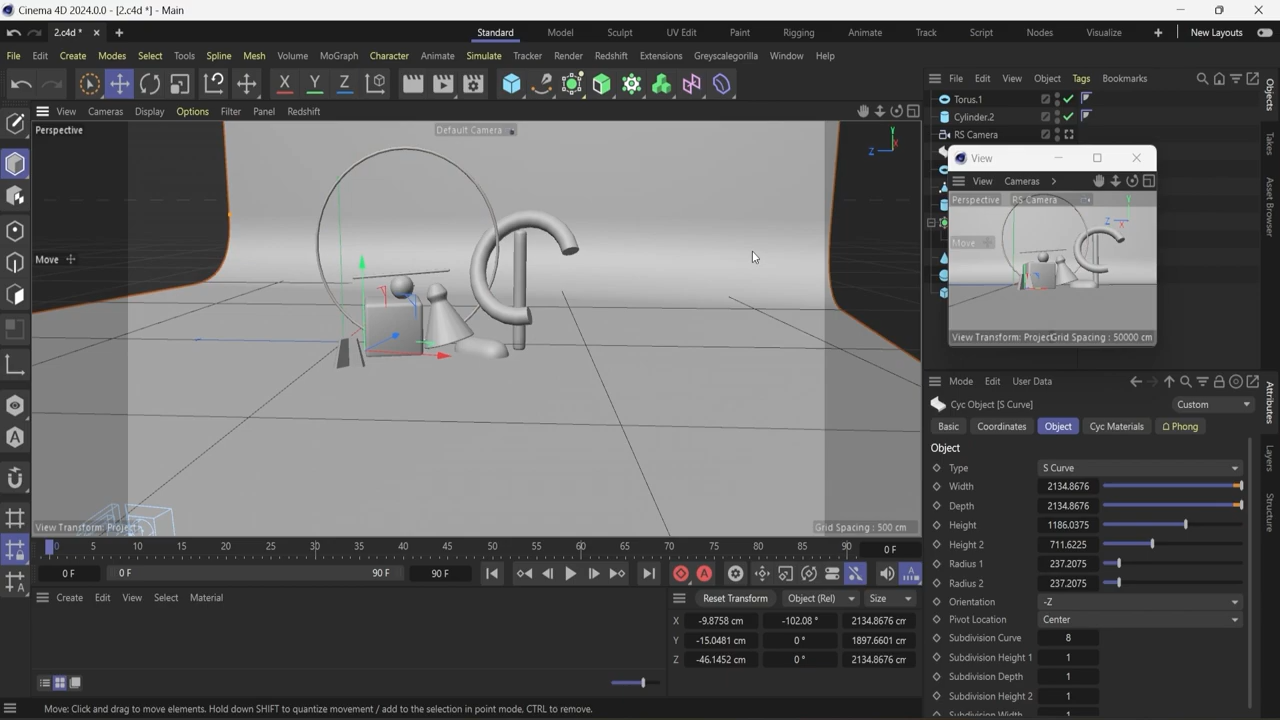 Cinema 4D 2024.0.0 - [2.c4d *] - Main
2.c4d *
Standard Model Sculpt UV Edit Paint Rigging Animate Track Script Nodes Visualize New Layouts
File Edit Create Modes Select Tools Spline Mesh Volume MoGraph Character Animate Simulate Tracker Render Redshift Extensions Greyscalegorilla Window Help
X Y Z
View Cameras Display Options Filter Panel Redshift
Perspective
Default Camera
Y
X
Z
Move
View Transform: Project
Grid Spacing : 500 cm
File Edit View Object Tags Bookmarks
Torus.1
Cylinder.2
RS Camera
View
View Cameras
Perspective RS Camera
Y
Z X
Move
View Transform: Project Grid Spacing : 50000 cm
Objects
Takes
Asset Browser
Attributes
Layers
Structure
Mode Edit User Data
Cyc Object [S Curve]
Custom
Basic Coordinates Object Cyc Materials Phong
Object
Type S Curve
Width 2134.8676
Depth 2134.8676
Height 1186.0375
Height 2 711.6225
Radius 1 237.2075
Radius 2 237.2075
Orientation -Z
Pivot Location Center
Subdivision Curve 8
Subdivision Height 1 1
Subdivision Depth 1
Subdivision Height 2 1
Subdivision Width 1
0 5 10 15 20 25 30 35 40 45 50 55 60 65 70 75 80 85 90 0 F
0 F 0 F 90 F 90 F
Create Edit View Select Material
Reset Transform Object (Rel) Size
X -9.8758 cm -102.08 ° 2134.8676 cm
Y -15.0481 cm 0 ° 1897.6601 cm
Z -46.1452 cm 0 ° 2134.8676 cm
Move: Click and drag to move elements. Hold down SHIFT to quantize movement / add to the selection in point mode, CTRL to remove.